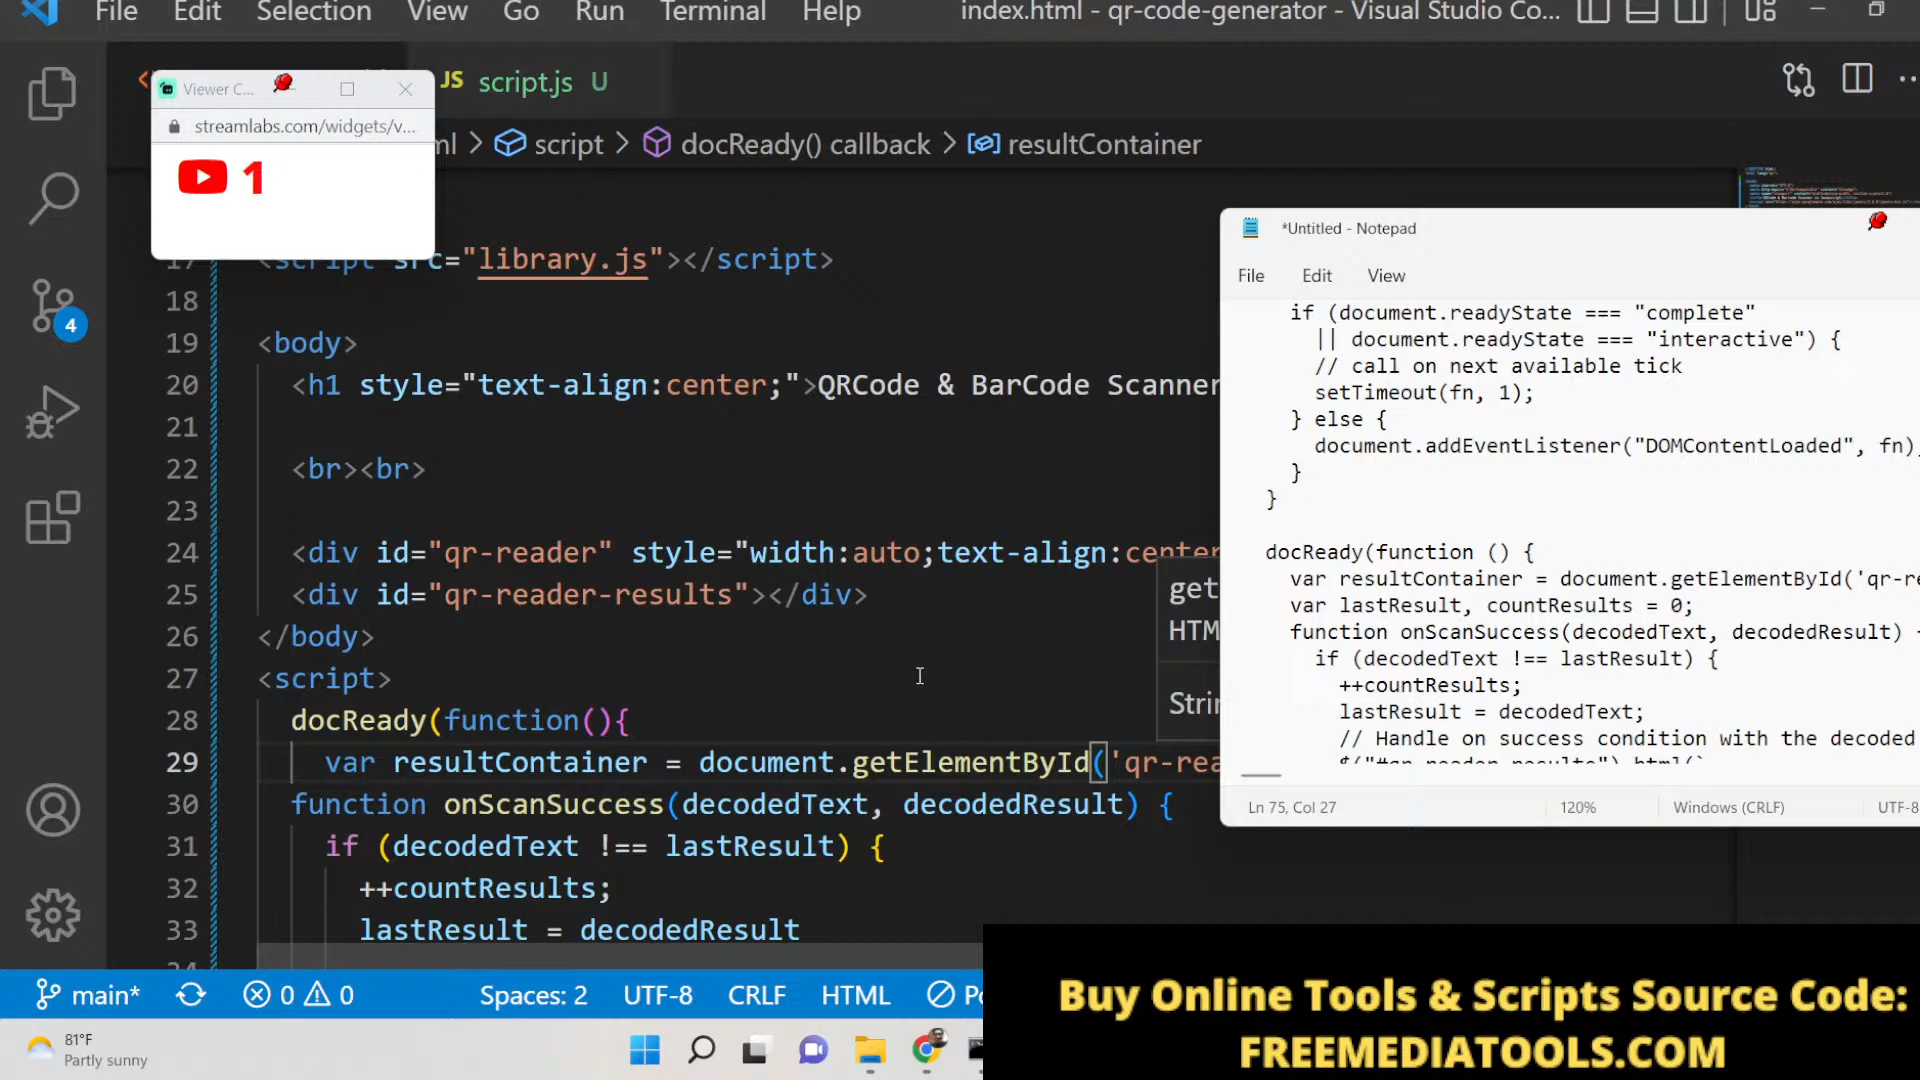 File Edit Selection View Go Run Terminal Help
index.html - qr-code-generator - Visual Studio Co...
JS script.js U
Viewer C...
streamlabs.com/widgets/v...
1
ml > script > docReady() callback > resultContainer
17 <script src="library.js"></script>
18
19 <body>
20 <h1 style="text-align:center;">QRCode & BarCode Scanner
21
22 <br><br>
23
24 <div id="qr-reader" style="width:auto;text-align:center
25 <div id="qr-reader-results"></div>
26 </body>
27 <script>
28 docReady(function(){
29 var resultContainer = document.getElementById('qr-rea
30 function onScanSuccess(decodedText, decodedResult) {
31 if (decodedText !== lastResult) {
32 ++countResults;
33 lastResult = decodedResult
get
HTM
Strin
*Untitled - Notepad
File Edit View
if (document.readyState === "complete"
|| document.readyState === "interactive") {
// call on next available tick
setTimeout(fn, 1);
} else {
document.addEventListener("DOMContentLoaded", fn)
}
}
docReady(function () {
var resultContainer = document.getElementById('qr-re
var lastResult, countResults = 0;
function onScanSuccess(decodedText, decodedResult)
if (decodedText !== lastResult) {
++countResults;
lastResult = decodedText;
// Handle on success condition with the decoded
$("#qr-reader-results").html(`
Ln 75, Col 27 120% Windows (CRLF) UTF-8
4
main* 0 0 Spaces: 2 UTF-8 CRLF HTML
81°F
Partly sunny
Buy Online Tools & Scripts Source Code:
FREEMEDIATOOLS.COM